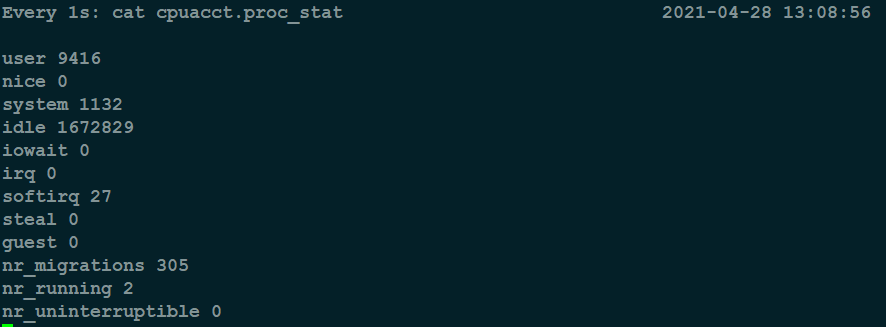 Every 1s: cat cpuacct.proc_stat 2021-04-28 13:08:56
user 9416
nice 0
system 1132
idle 1672829
iowait 0
irq 0
softirq 27
steal 0
guest 0
nr_migrations 305
nr_running 2
nr_uninterruptible 0